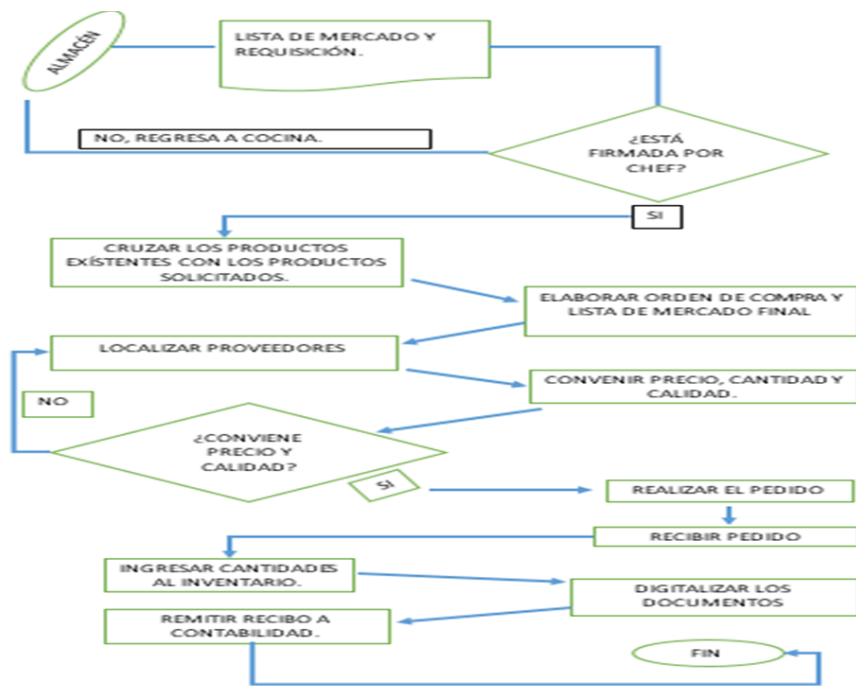 ALMACÉN
LISTA DE MERCADO Y
REQUISICIÓN.
NO, REGRESA A COCINA.
¿ESTÁ
FIRMADA POR
CHEF?
SI
CRUZAR LOS PRODUCTOS
EXÍSTENTES CON LOS PRODUCTOS
SOLICITADOS.
ELABORAR ORDEN DE COMPRA Y
LISTA DE MERCADO FINAL
LOCALIZAR PROVEEDORES
CONVENIR PRECIO, CANTIDAD Y
CALIDAD.
NO
¿CONVIENE
PRECIO Y
CALIDAD?
SI
REALIZAR EL PEDIDO
RECIBIR PEDIDO
INGRESAR CANTIDADES
AL INVENTARIO.
DIGITALIZAR LOS
DOCUMENTOS
REMITIR RECIBO A
CONTABILIDAD.
FIN